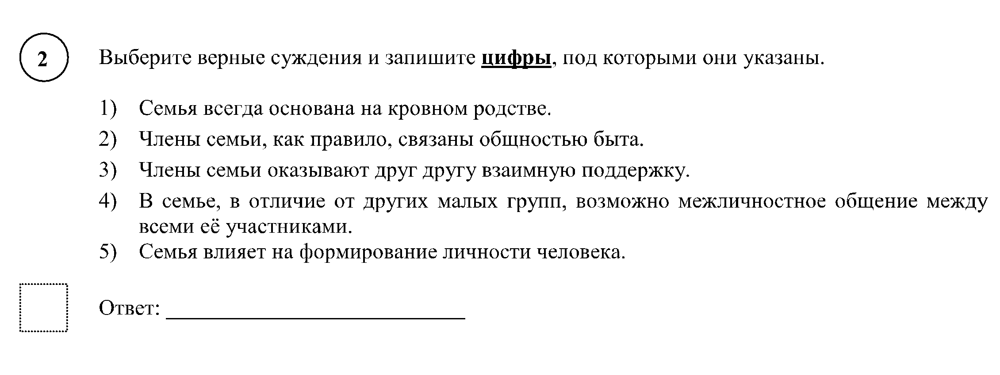 2 Выберите верные суждения и запишите цифры, под которыми они указаны.
1) Семья всегда основана на кровном родстве.
2) Члены семьи, как правило, связаны общностью быта.
3) Члены семьи оказывают друг другу взаимную поддержку.
4) В семье, в отличие от других малых групп, возможно межличностное общение между
всеми её участниками.
5) Семья влияет на формирование личности человека.
Ответ: ___________________________